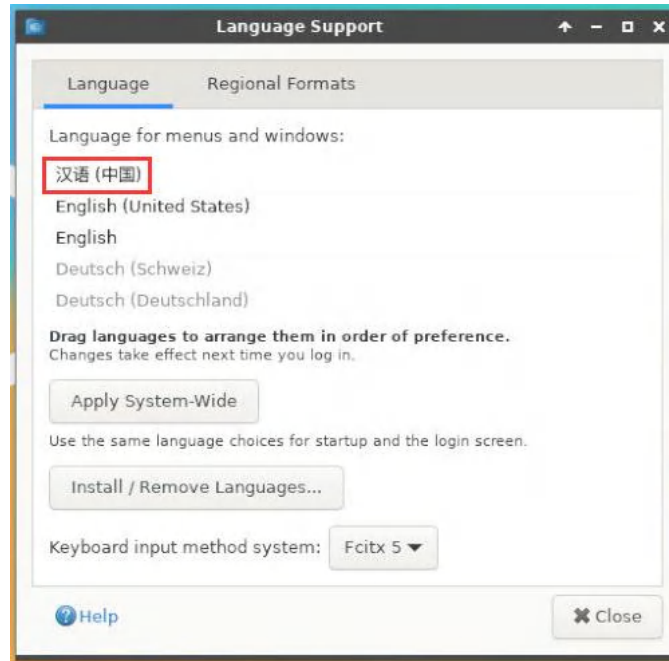 Language Support
Language Regional Formats
Language for menus and windows:
汉语 (中国)
English (United States)
English
Deutsch (Schweiz)
Deutsch (Deutschland)
Drag languages to arrange them in order of preference.
Changes take effect next time you log in.
Apply System-Wide
Use the same language choices for startup and the login screen.
Install / Remove Languages...
Keyboard input method system: Fcitx 5
Help Close